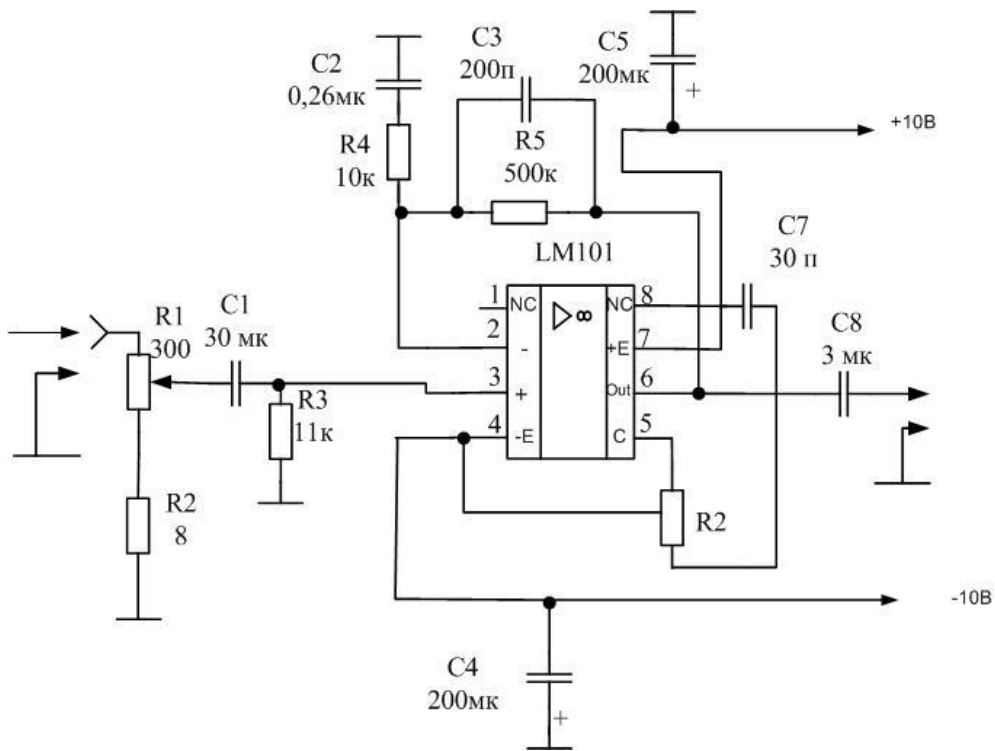 C3
200п
C5
200мк
+
C2
0,26мк
+10В
R4
10к
R5
500к
LM101
C7
30 п
R1
300
C1
30 мк
C8
3 мк
1
NC
NC
8
2
-
∞
+E
7
3
+
Out
6
R3
11к
4
-E
C
5
R2
8
R2
-10В
C4
200мк
+